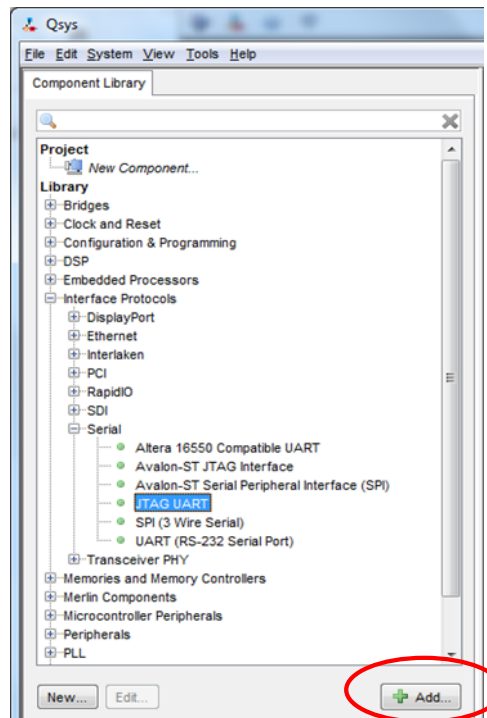 Qsys
File Edit System View Tools Help
Component Library
Project
New Component...
Library
Bridges
Clock and Reset
Configuration & Programming
DSP
Embedded Processors
Interface Protocols
DisplayPort
Ethernet
Interlaken
PCI
RapidIO
SDI
Serial
Altera 16550 Compatible UART
Avalon-ST JTAG Interface
Avalon-ST Serial Peripheral Interface (SPI)
JTAG UART
SPI (3 Wire Serial)
UART (RS-232 Serial Port)
Transceiver PHY
Memories and Memory Controllers
Merlin Components
Microcontroller Peripherals
Peripherals
PLL
New... Edit... Add...